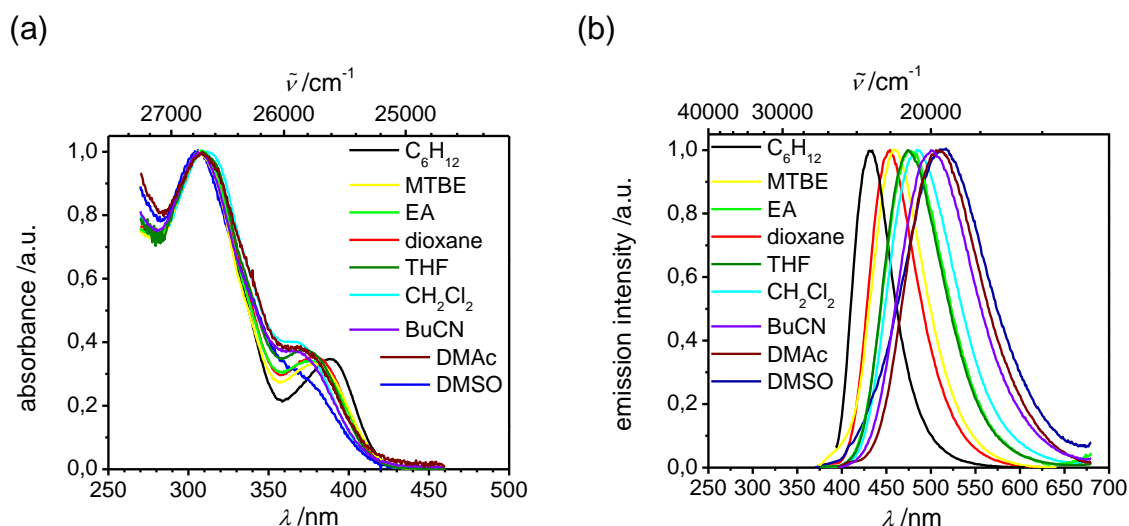 (a)
ν̃ /cm⁻¹
27000 26000 25000
absorbance /a.u.
1,0
0,8
0,6
0,4
0,2
0,0
C₆H₁₂
MTBE
EA
dioxane
THF
CH₂Cl₂
BuCN
DMAc
DMSO
250 300 350 400 450 500
λ /nm
(b)
ν̃ /cm⁻¹
40000 30000 20000
emission intensity /a.u.
1,0
0,8
0,6
0,4
0,2
0,0
C₆H₁₂
MTBE
EA
dioxane
THF
CH₂Cl₂
BuCN
DMAc
DMSO
250 300 350 400 450 500 550 600 650 700
λ /nm